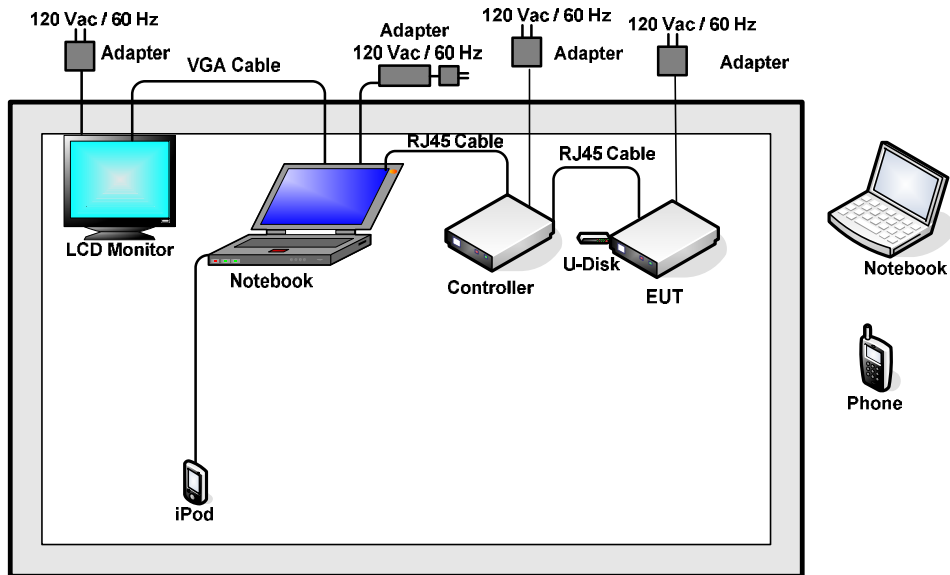 120 Vac / 60 Hz
Adapter
VGA Cable
Adapter
120 Vac / 60 Hz
120 Vac / 60 Hz
Adapter
120 Vac / 60 Hz
Adapter
RJ45 Cable
RJ45 Cable
LCD Monitor
Notebook
Controller
U-Disk
EUT
Notebook
Phone
iPod